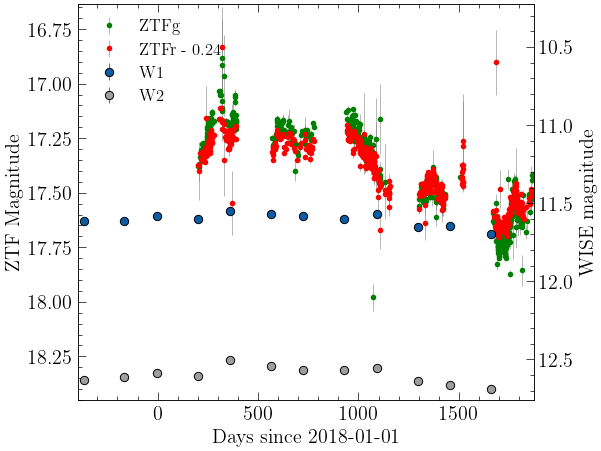 ZTFg
ZTFr - 0.24
W1
W2
16.75
17.00
17.25
17.50
17.75
18.00
18.25
ZTF Magnitude
10.5
11.0
11.5
12.0
12.5
WISE magnitude
0
500
1000
1500
Days since 2018-01-01